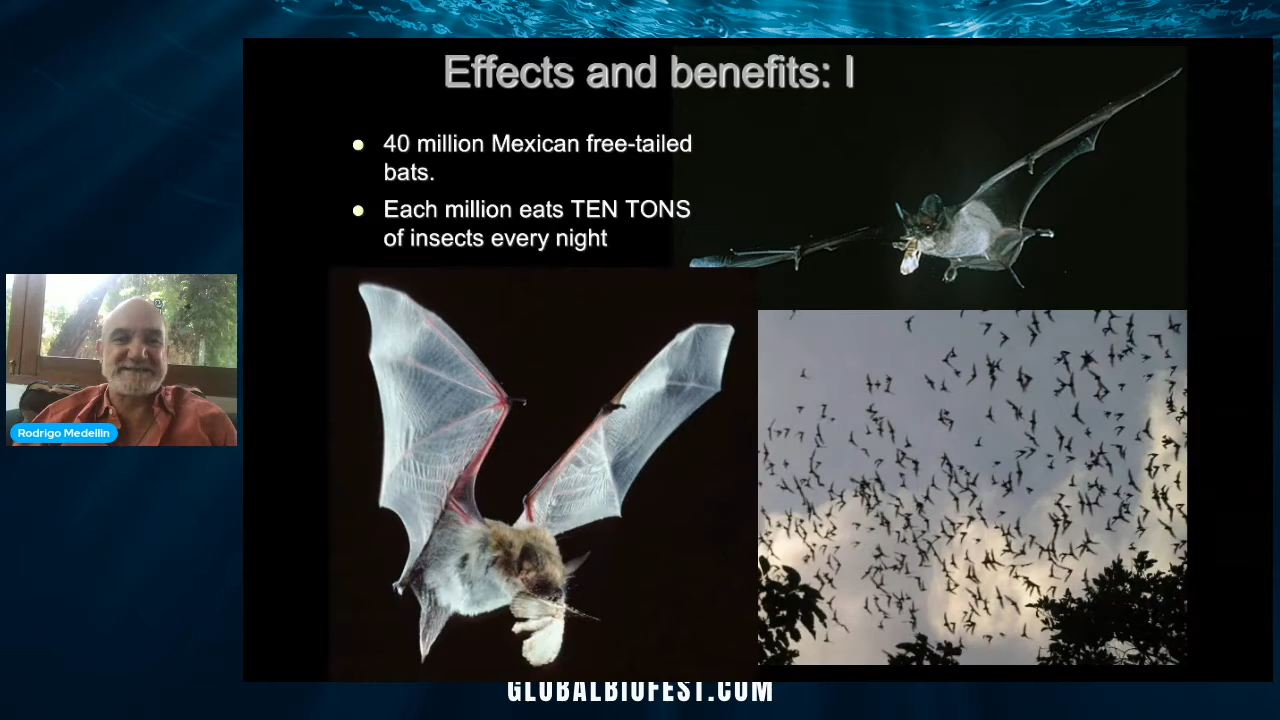 Effects and benefits: I
40 million Mexican free-tailed
bats.
Each million eats TEN TONS
of insects every night
Rodrigo Medellin
GLOBALBIOFEST.COM